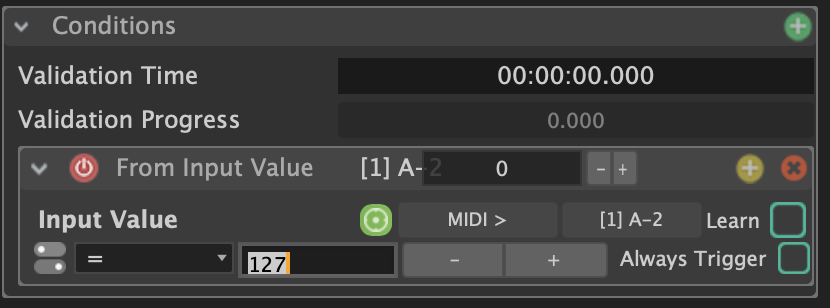 Conditions
Validation Time 00:00:00.000
Validation Progress 0.000
From Input Value [1] A-2 0 - +
Input Value MIDI > [1] A-2 Learn
= 127 - + Always Trigger